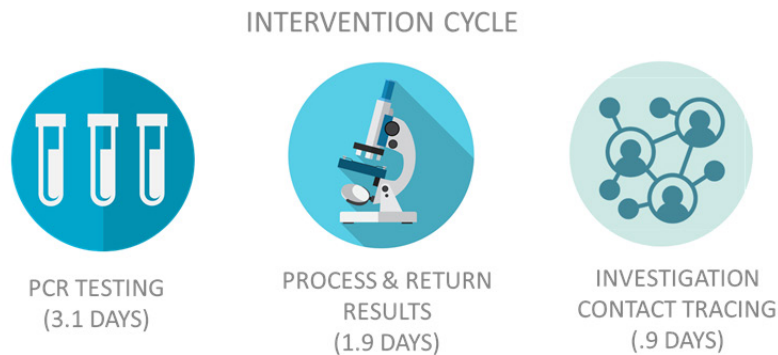 INTERVENTION CYCLE
PCR TESTING
(3.1 DAYS)
PROCESS & RETURN
RESULTS
(1.9 DAYS)
INVESTIGATION
CONTACT TRACING
(.9 DAYS)